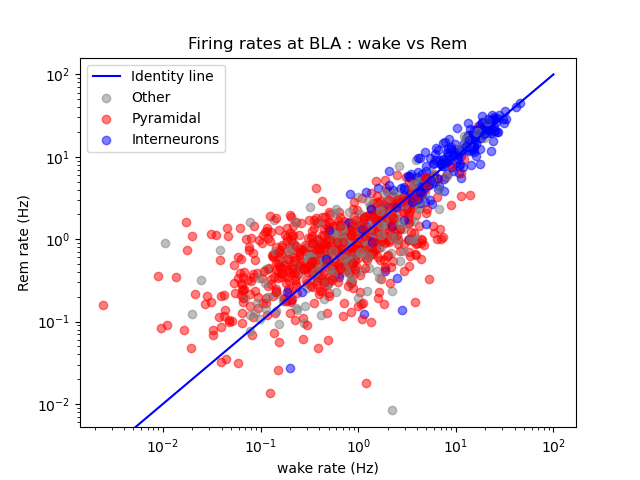 Firing rates at BLA : wake vs Rem
Identity line
Other
Pyramidal
Interneurons
10²
10¹
10⁰
10⁻¹
10⁻²
Rem rate (Hz)
10⁻² 10⁻¹ 10⁰ 10¹ 10²
wake rate (Hz)